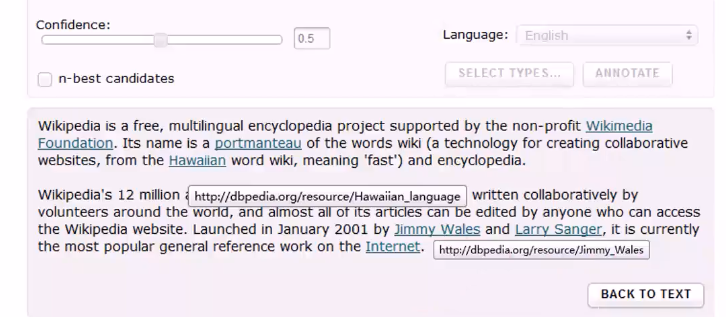 Confidence:
0.5
Language: English
n-best candidates
SELECT TYPES... ANNOTATE
Wikipedia is a free, multilingual encyclopedia project supported by the non-profit Wikimedia
Foundation. Its name is a portmanteau of the words wiki (a technology for creating collaborative
websites, from the Hawaiian word wiki, meaning 'fast') and encyclopedia.
Wikipedia's 12 million http://dbpedia.org/resource/Hawaiian_language written collaboratively by
volunteers around the world, and almost all of its articles can be edited by anyone who can access
the Wikipedia website. Launched in January 2001 by Jimmy Wales and Larry Sanger, it is currently
the most popular general reference work on the Internet. http://dbpedia.org/resource/Jimmy_Wales
BACK TO TEXT